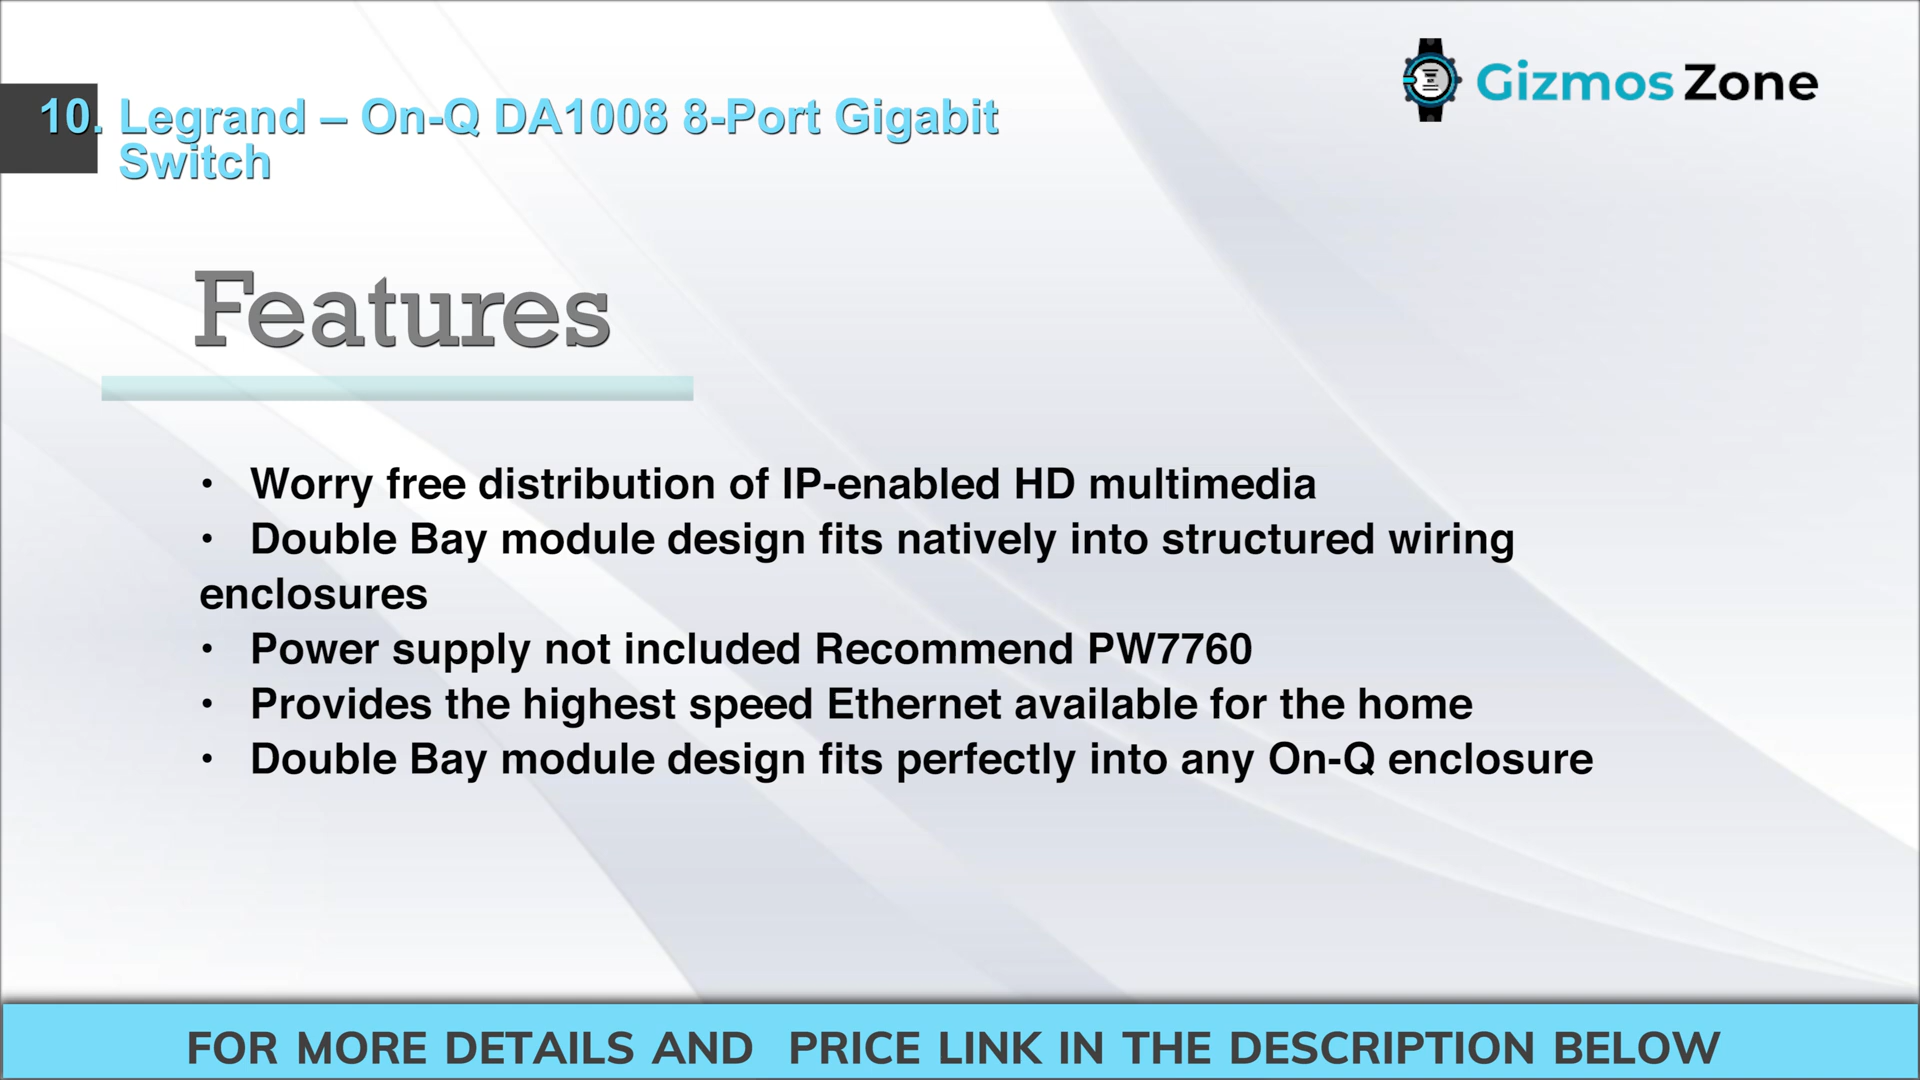 Gizmos Zone
10. Legrand – On-Q DA1008 8-Port Gigabit
Switch
Features
• Worry free distribution of IP-enabled HD multimedia
• Double Bay module design fits natively into structured wiring
enclosures
• Power supply not included Recommend PW7760
• Provides the highest speed Ethernet available for the home
• Double Bay module design fits perfectly into any On-Q enclosure
FOR MORE DETAILS AND PRICE LINK IN THE DESCRIPTION BELOW